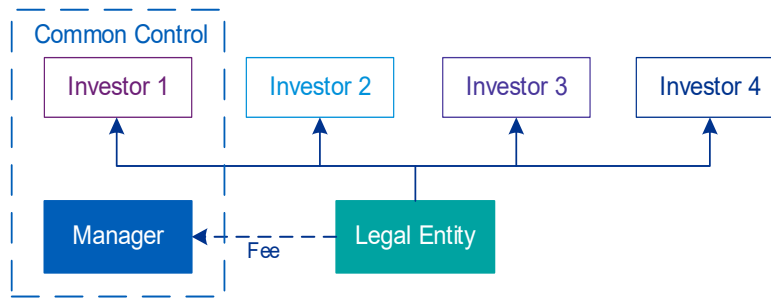 Common Control
Investor 1
Investor 2
Investor 3
Investor 4
Manager
Fee
Legal Entity